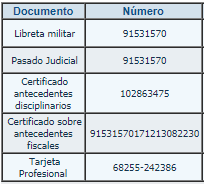 Documento Número
Libreta militar 91531570
Pasado Judicial 91531570
Certificado
antecedentes
disciplinarios
102863475
Certificado sobre
antecedentes
fiscales
91531570171213082230
Tarjeta
Profesional
68255-242386